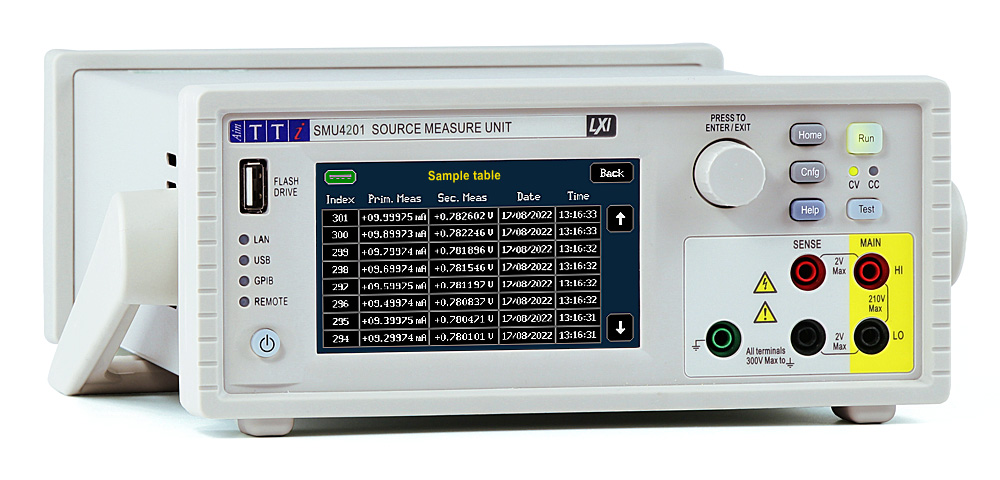 Aim TTi SMU4201 SOURCE MEASURE UNIT LXI
FLASH
DRIVE
LAN
USB
GPIB
REMOTE
Sample table
Back
Index Prim. Meas Sec. Meas Date Time
301 +09.99975 mA +0.782602 V 17/08/2022 13:16:33
300 +09.89973 mA +0.782246 V 17/08/2022 13:16:33
299 +09.79974 mA +0.781896 V 17/08/2022 13:16:32
298 +09.69974 mA +0.781546 V 17/08/2022 13:16:32
297 +09.59975 mA +0.781197 V 17/08/2022 13:16:32
296 +09.49974 mA +0.780837 V 17/08/2022 13:16:32
295 +09.39975 mA +0.780471 V 17/08/2022 13:16:31
294 +09.29974 mA +0.780101 V 17/08/2022 13:16:31
PRESS TO
ENTER / EXIT
Home
Run
Cnfg
CV CC
Help
Test
SENSE MAIN
2V
Max
HI
210V
Max
2V
Max
LO
All terminals
300V Max to